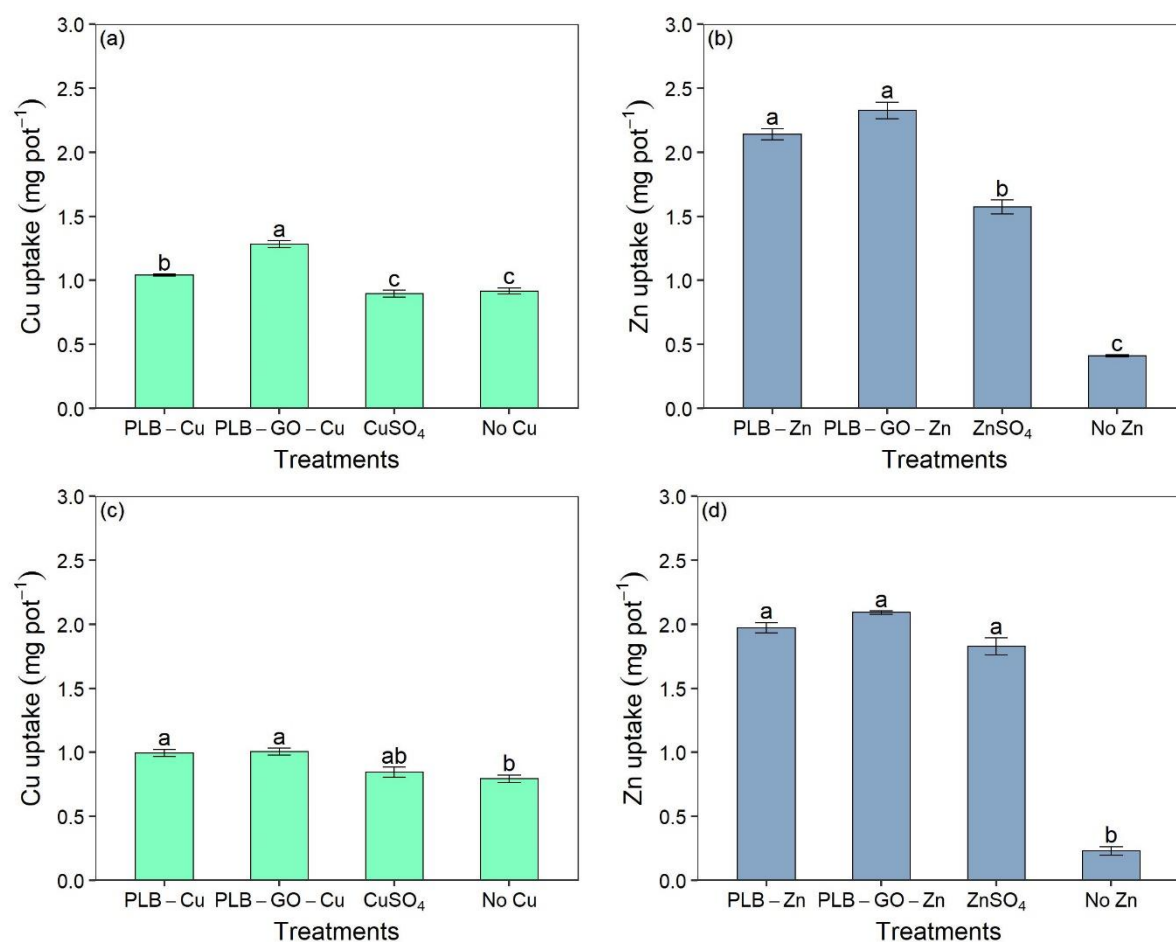 (a)
3.0
2.5
2.0
1.5
1.0
0.5
0.0
Cu uptake (mg pot⁻¹)
b
a
c
c
PLB – Cu PLB – GO – Cu CuSO₄ No Cu
Treatments
(b)
3.0
2.5
2.0
1.5
1.0
0.5
0.0
Zn uptake (mg pot⁻¹)
a
a
b
c
PLB – Zn PLB – GO – Zn ZnSO₄ No Zn
Treatments
(c)
3.0
2.5
2.0
1.5
1.0
0.5
0.0
Cu uptake (mg pot⁻¹)
a
a
ab
b
PLB – Cu PLB – GO – Cu CuSO₄ No Cu
Treatments
(d)
3.0
2.5
2.0
1.5
1.0
0.5
0.0
Zn uptake (mg pot⁻¹)
a
a
a
b
PLB – Zn PLB – GO – Zn ZnSO₄ No Zn
Treatments